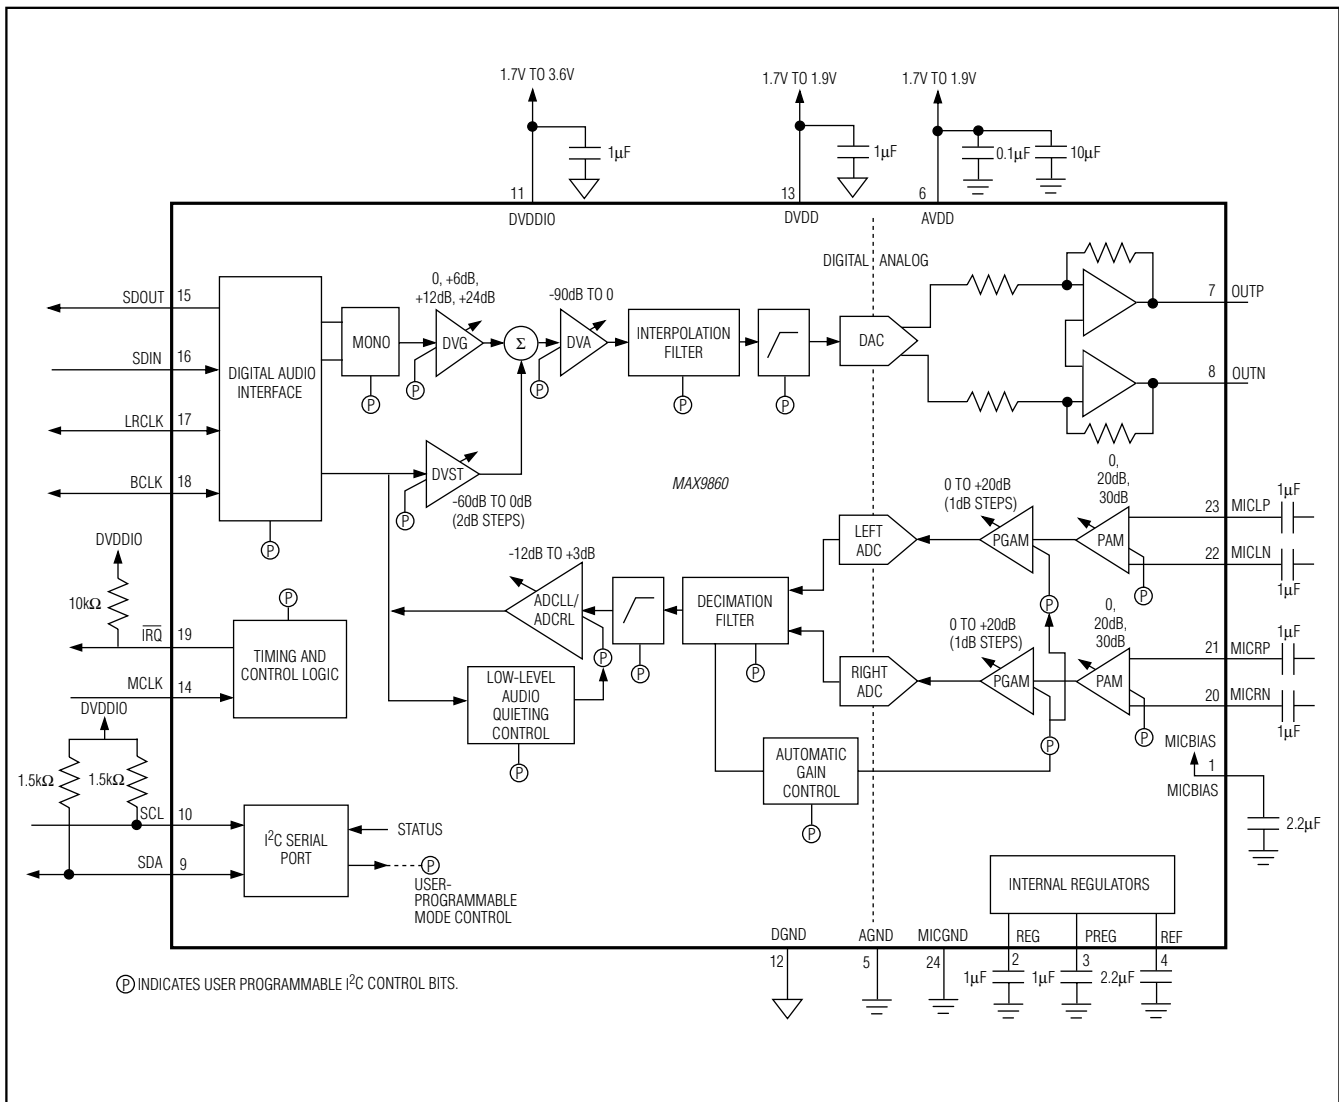 1.7V TO 3.6V
1.7V TO 1.9V
1.7V TO 1.9V
1µF
1µF
0.1µF
10µF
11
13
6
DVDDIO
DVDD
AVDD
DIGITAL
ANALOG
SDOUT
15
SDIN
16
LRCLK
17
BCLK
18
DIGITAL AUDIO
INTERFACE
P
MONO
P
0, +6dB,
+12dB, +24dB
DVG
P
Σ
-90dB TO 0
DVA
P
INTERPOLATION
FILTER
P
P
DAC
7
OUTP
8
OUTN
DVST
P
-60dB TO 0dB
(2dB STEPS)
MAX9860
0 TO +20dB
(1dB STEPS)
PGAM
P
0,
20dB,
30dB
PAM
P
23
MICLP
1µF
22
MICLN
1µF
LEFT
ADC
DVDDIO
10kΩ
IRQ
19
MCLK
14
P
TIMING AND
CONTROL LOGIC
-12dB TO +3dB
ADCLL/
ADCRL
P
P
DECIMATION
FILTER
P
RIGHT
ADC
0 TO +20dB
(1dB STEPS)
PGAM
P
0,
20dB,
30dB
PAM
P
21
MICRP
1µF
20
MICRN
1µF
LOW-LEVEL
AUDIO
QUIETING
CONTROL
P
AUTOMATIC
GAIN
CONTROL
P
MICBIAS
1
MICBIAS
2.2µF
DVDDIO
1.5kΩ
1.5kΩ
SCL
10
SDA
9
I²C SERIAL
PORT
STATUS
P
USER-
PROGRAMMABLE
MODE CONTROL
INTERNAL REGULATORS
DGND
AGND
MICGND
REG
PREG
REF
12
5
24
2
3
4
1µF
1µF
2.2µF
P INDICATES USER PROGRAMMABLE I²C CONTROL BITS.